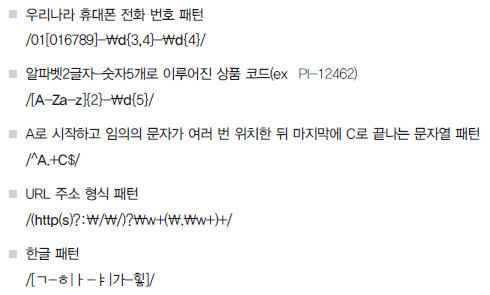 우리나라 휴대폰 전화 번호 패턴
/01[016789]-₩d{3,4}-₩d{4}/
알파벳2글자-숫자5개로 이루어진 상품 코드(ex PI-12462)
/[A-Za-z]{2}-₩d{5}/
A로 시작하고 임의의 문자가 여러 번 위치한 뒤 마지막에 C로 끝나는 문자열 패턴
/^A.+C$/
URL 주소 형식 패턴
/(http(s)?:₩/₩/)?₩w+(₩.₩w+)+/
한글 패턴
/[ㄱ-ㅎ|ㅏ-ㅑ|가-힣]/